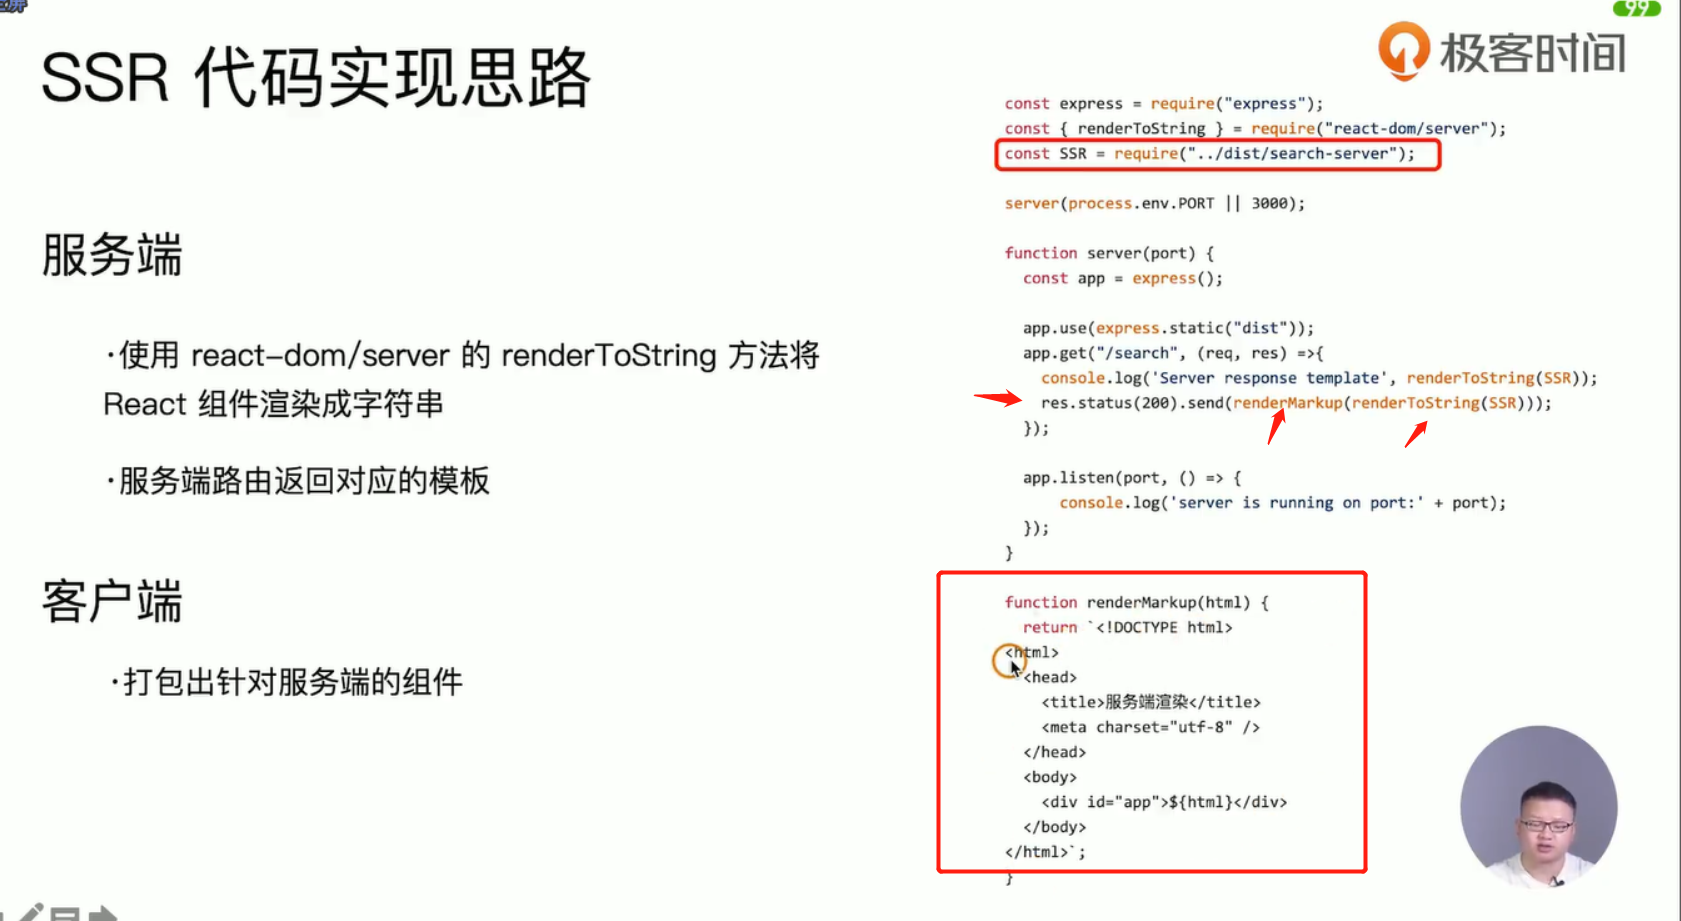 99
极客时间
SSR 代码实现思路
服务端
·使用 react-dom/server 的 renderToString 方法将
React 组件渲染成字符串
·服务端路由返回对应的模板
客户端
·打包出针对服务端的组件
const express = require("express");
const { renderToString } = require("react-dom/server");
const SSR = require("../dist/search-server");
server(process.env.PORT || 3000);
function server(port) {
const app = express();
app.use(express.static("dist"));
app.get("/search", (req, res) =>{
console.log('Server response template', renderToString(SSR));
res.status(200).send(renderMarkup(renderToString(SSR)));
});
app.listen(port, () => {
console.log('server is running on port:' + port);
});
}
function renderMarkup(html) {
return `<!DOCTYPE html>
<html>
<head>
<title>服务端渲染</title>
<meta charset="utf-8" />
</head>
<body>
<div id="app">${html}</div>
</body>
</html>`;
}